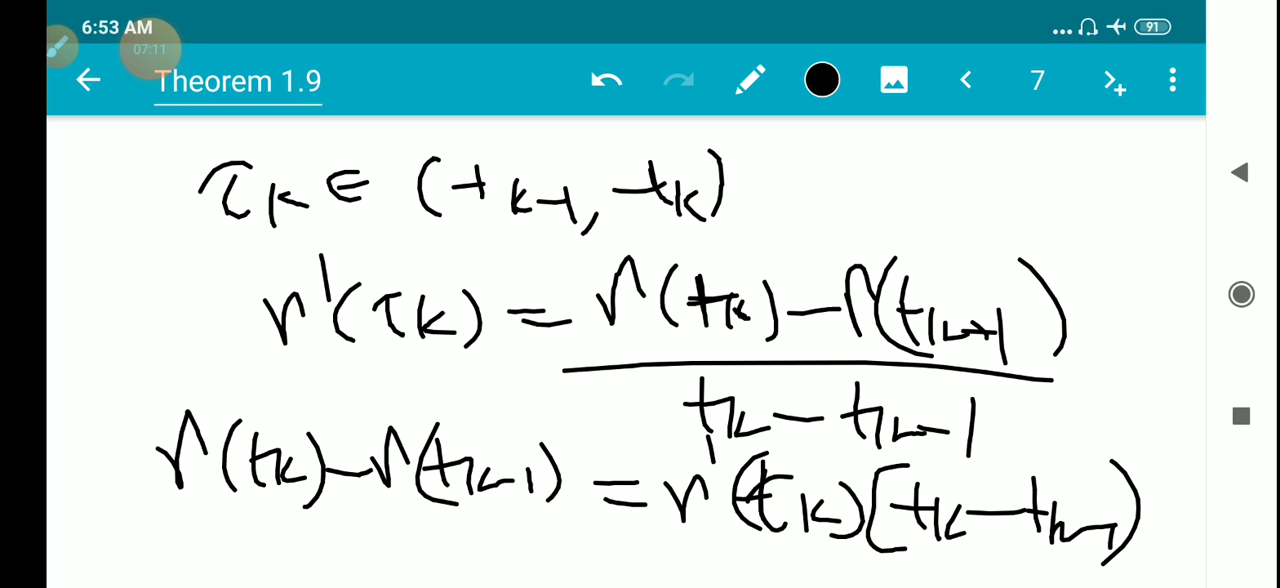 6:53 AM
91
07:11
Theorem 1.9
7
τk ∈ (tk-1, tk)
r'(τk) = r(tk) - r(tk-1)
tk - tk-1
r(tk) - r(tk-1) = r'(τk)[tk - tk-1)